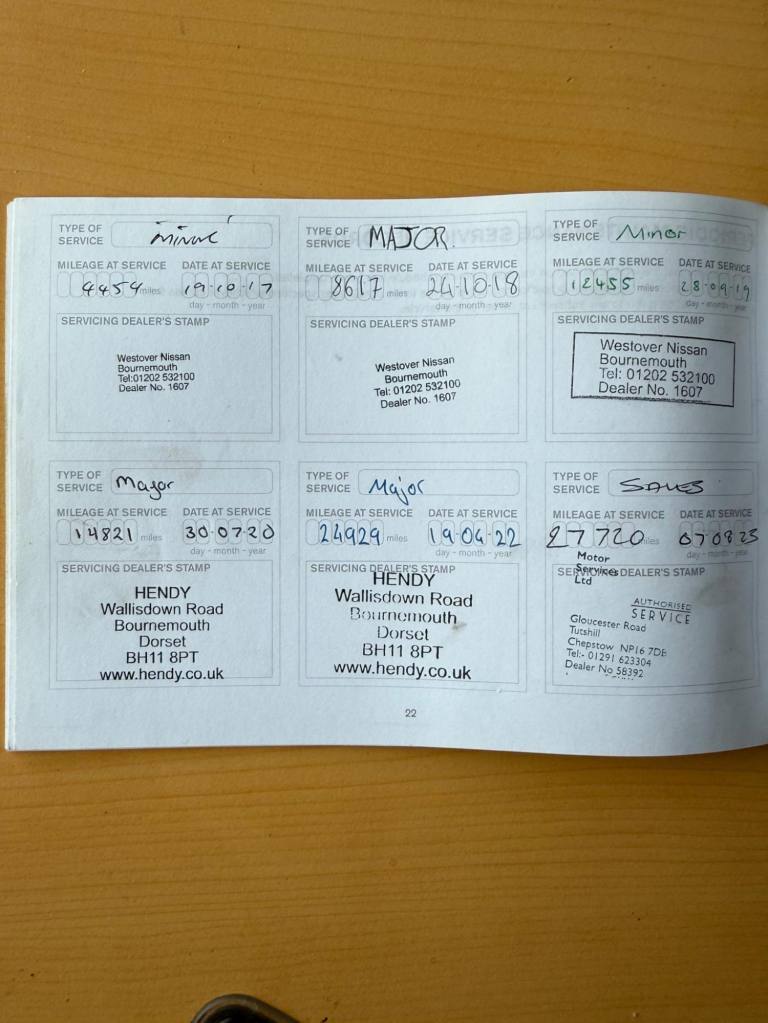 TYPE OF SERVICE minor
MILEAGE AT SERVICE DATE AT SERVICE
4454 miles 19-10-17
day - month - year
SERVICING DEALER'S STAMP
Westover Nissan
Bournemouth
Tel:01202 532100
Dealer No. 1607
TYPE OF SERVICE MAJOR
MILEAGE AT SERVICE DATE AT SERVICE
8617 miles 24-10-18
day - month - year
SERVICING DEALER'S STAMP
Westover Nissan
Bournemouth
Tel: 01202 532100
Dealer No. 1607
TYPE OF SERVICE Minor
MILEAGE AT SERVICE DATE AT SERVICE
12455 miles 28-09-19
day - month - year
SERVICING DEALER'S STAMP
Westover Nissan
Bournemouth
Tel: 01202 532100
Dealer No. 1607
TYPE OF SERVICE Major
MILEAGE AT SERVICE DATE AT SERVICE
14821 miles 30-07-20
day - month - year
SERVICING DEALER'S STAMP
HENDY
Wallisdown Road
Bournemouth
Dorset
BH11 8PT
www.hendy.co.uk
TYPE OF SERVICE Major
MILEAGE AT SERVICE DATE AT SERVICE
24929 miles 19-04-22
day - month - year
SERVICING DEALER'S STAMP
HENDY
Wallisdown Road
Bournemouth
Dorset
BH11 8PT
www.hendy.co.uk
TYPE OF SERVICE
MILEAGE AT SERVICE DATE AT SERVICE
27720 miles 07 08 23
day - month - year
Motor
Services
Ltd
SERVICING DEALER'S STAMP
AUTHORISED
SERVICE
Gloucester Road
Tutshill
Chepstow NP16 7DE
Tel:- 01291 623304
Dealer No 58392
22